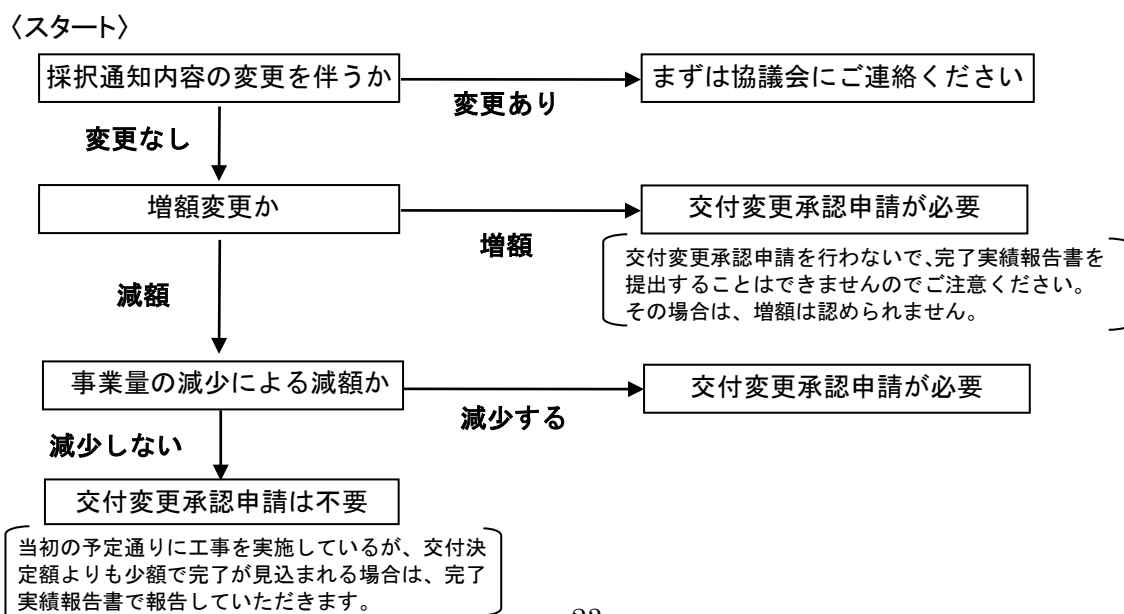 〈スタート〉
採択通知内容の変更を伴うか
変更あり
まずは協議会にご連絡ください
変更なし
増額変更か
増額
交付変更承認申請が必要
交付変更承認申請を行わないで、完了実績報告書を
提出することはできませんのでご注意ください。
その場合は、増額は認められません。
減額
事業量の減少による減額か
減少する
交付変更承認申請が必要
減少しない
交付変更承認申請は不要
当初の予定通りに工事を実施しているが、交付決
定額よりも少額で完了が見込まれる場合は、完了
実績報告書で報告していただきます。